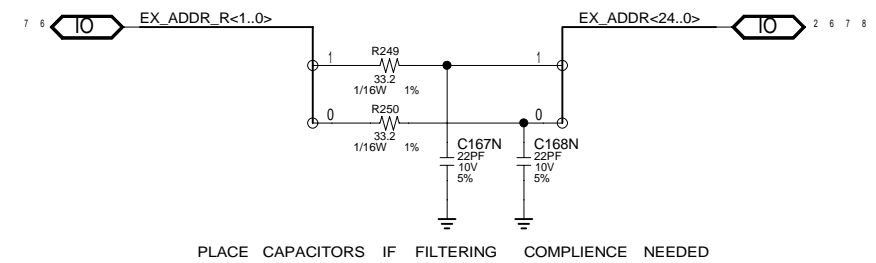 7 6 IO EX_ADDR_R<1..0> EX_ADDR<24..0> IO 2 6 7 8
1 R249 1
33.2
1/16W 1%
0 R250 0
33.2
1/16W 1%
C167N
22PF
10V
5%
C168N
22PF
10V
5%
PLACE CAPACITORS IF FILTERING COMPLIENCE NEEDED